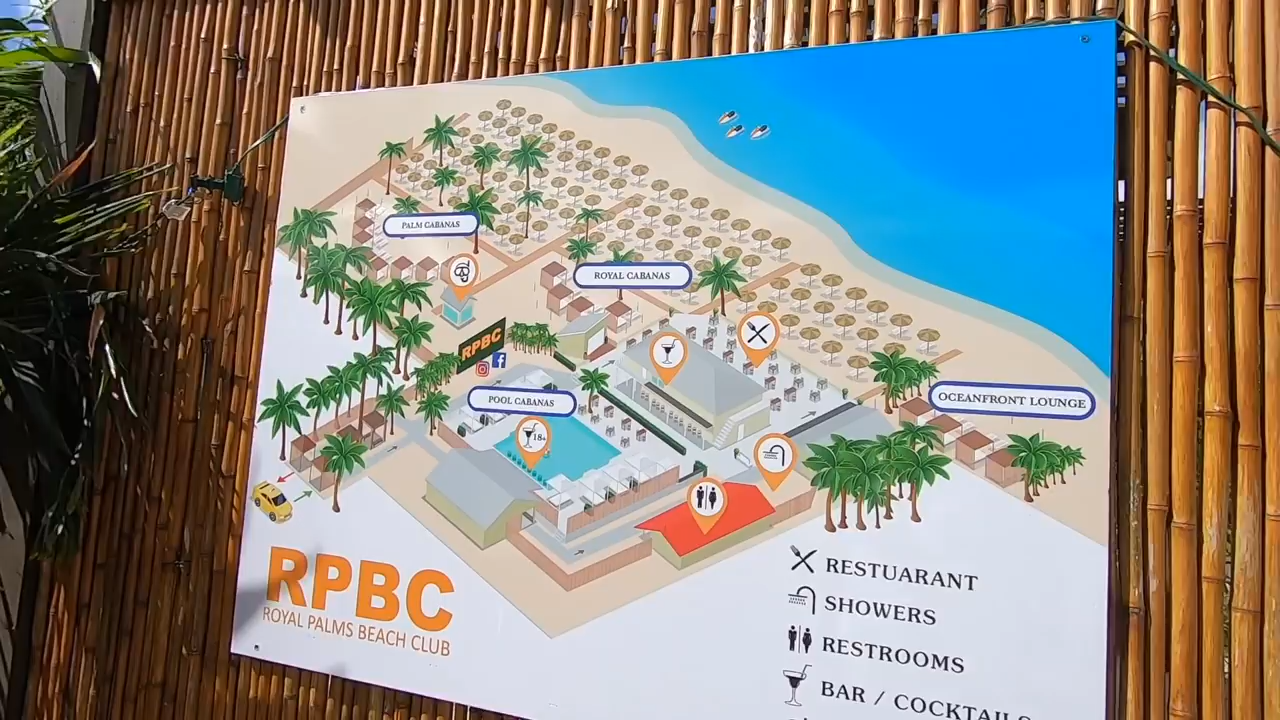 PALM CABANAS
ROYAL CABANAS
RPBC
POOL CABANAS
18+
OCEANFRONT LOUNGE
RPBC
ROYAL PALMS BEACH CLUB
RESTUARANT
SHOWERS
RESTROOMS
BAR / COCKTAILS